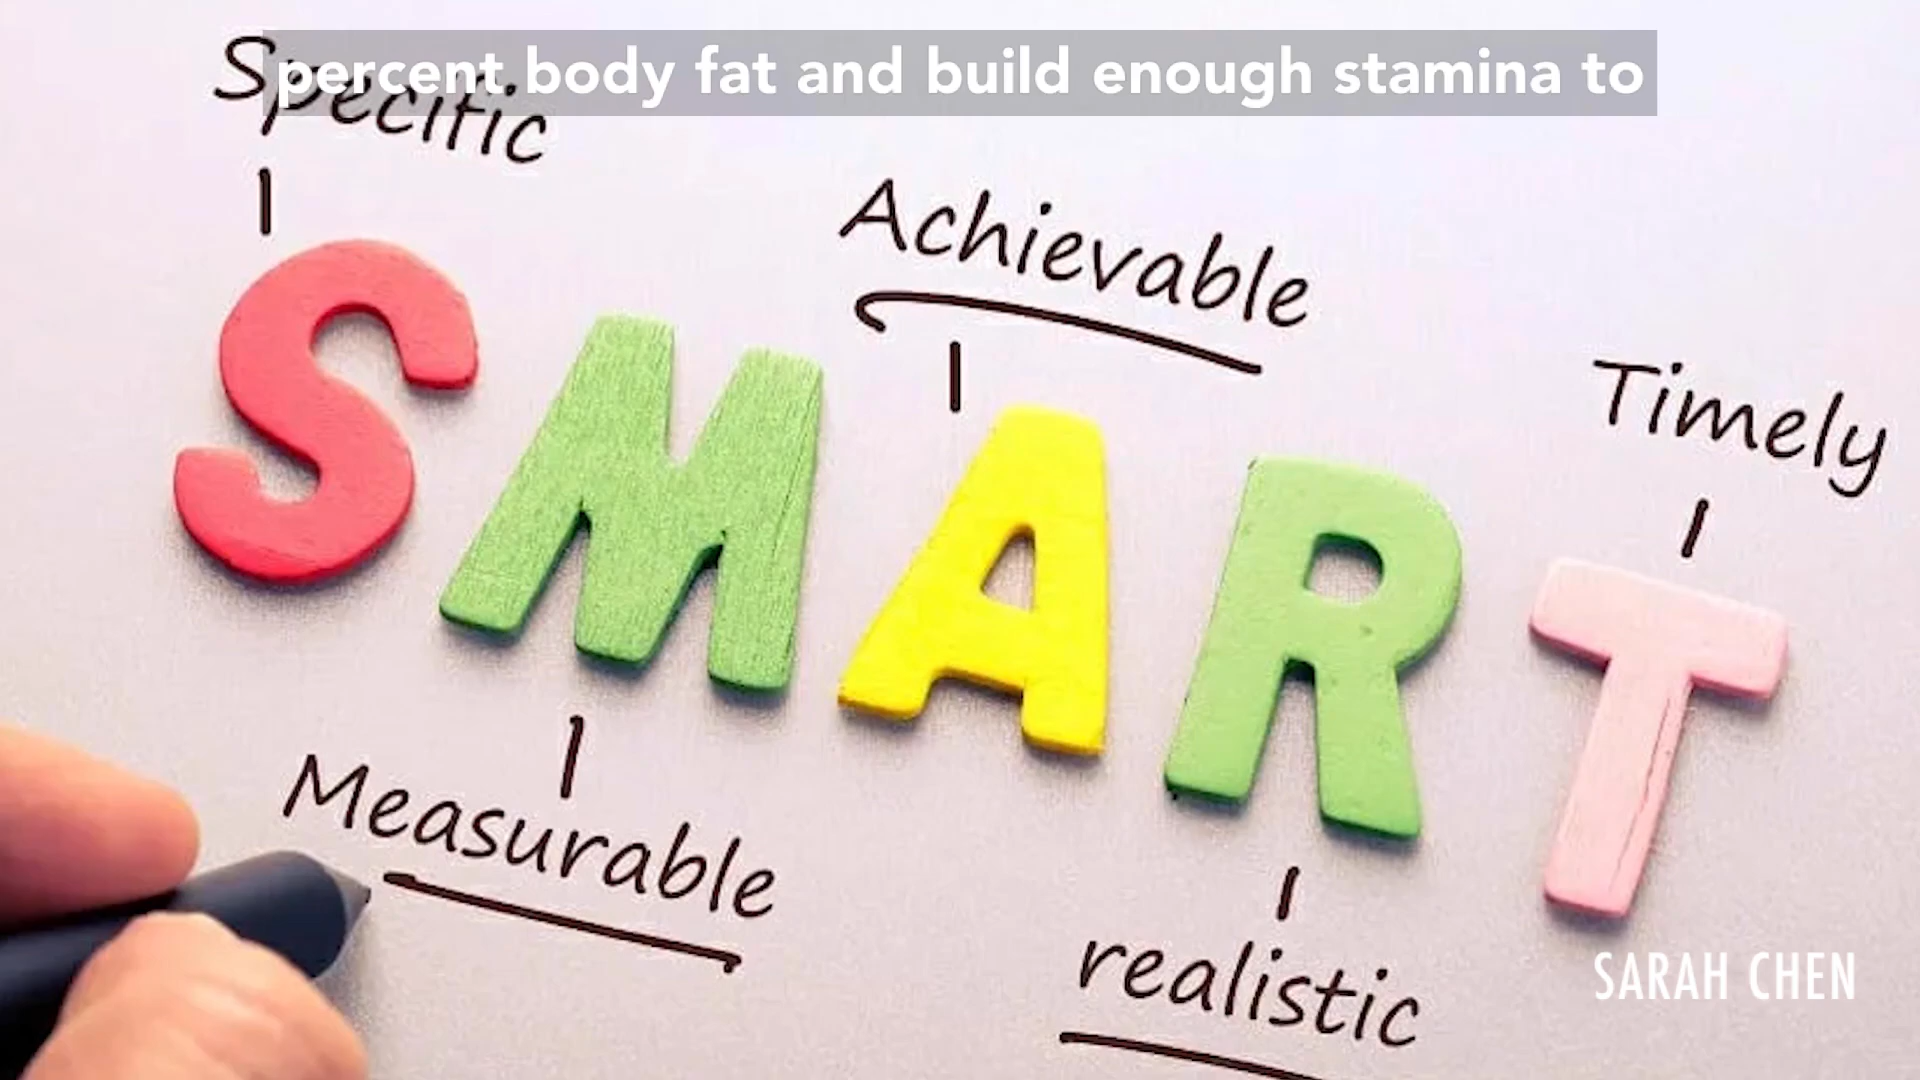 percent body fat and build enough stamina to
Specific
Achievable
Timely
SMART
Measurable
realistic
SARAH CHEN